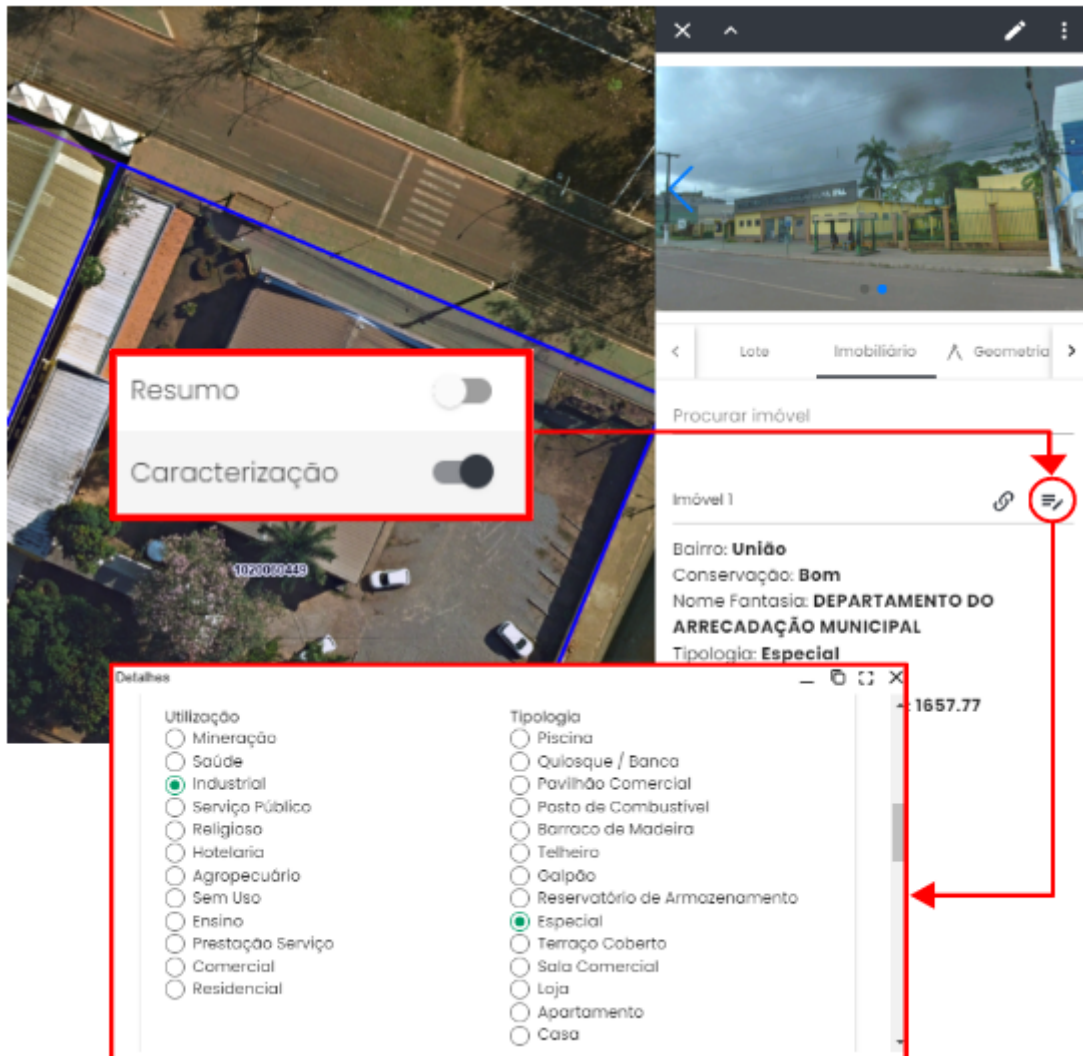 Lote
Imobiliário
Geometria
Procurar imóvel
Resumo
Caracterização
Imóvel 1
Bairro: União
Conservação: Bom
Nome Fantasia: DEPARTAMENTO DO
ARRECADAÇÃO MUNICIPAL
Tipologia: Especial
1020060449
: 1657.77
Detalhes
Utilização
Mineração
Saúde
Industrial
Serviço Público
Religioso
Hotelaria
Agropecuário
Sem Uso
Ensino
Prestação Serviço
Comercial
Residencial
Tipologia
Piscina
Quiosque / Banca
Pavilhão Comercial
Posto de Combustível
Barraco de Madeira
Telheiro
Galpão
Reservatório de Armazenamento
Especial
Terraço Coberto
Sala Comercial
Loja
Apartamento
Casa